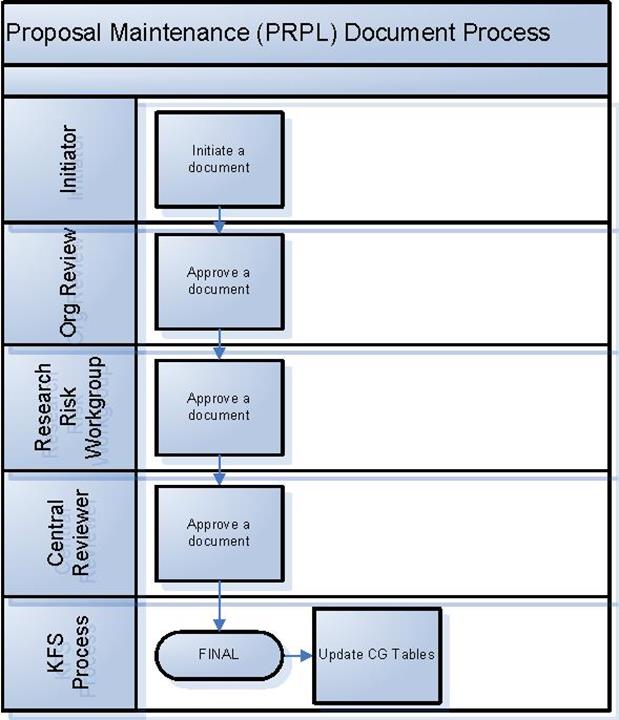 Proposal Maintenance (PRPL) Document Process
Initiator
Initiate a
document
Org Review
Approve a
document
Research
Risk
Workgroup
Approve a
document
Central
Reviewer
Approve a
document
KFS
Process
FINAL
Update CG Tables